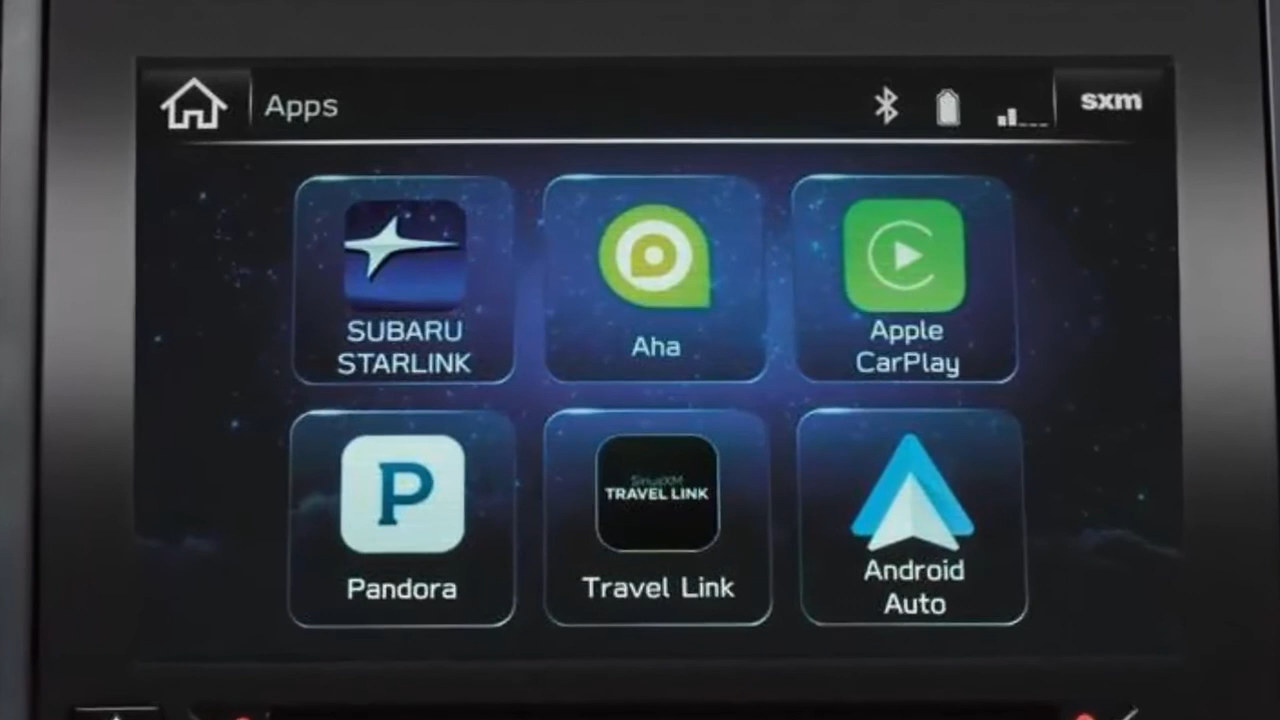 Apps
sxm
SUBARU
STARLINK
Aha
Apple
CarPlay
P
Pandora
SiriusXM
TRAVEL LINK
Travel Link
Android
Auto